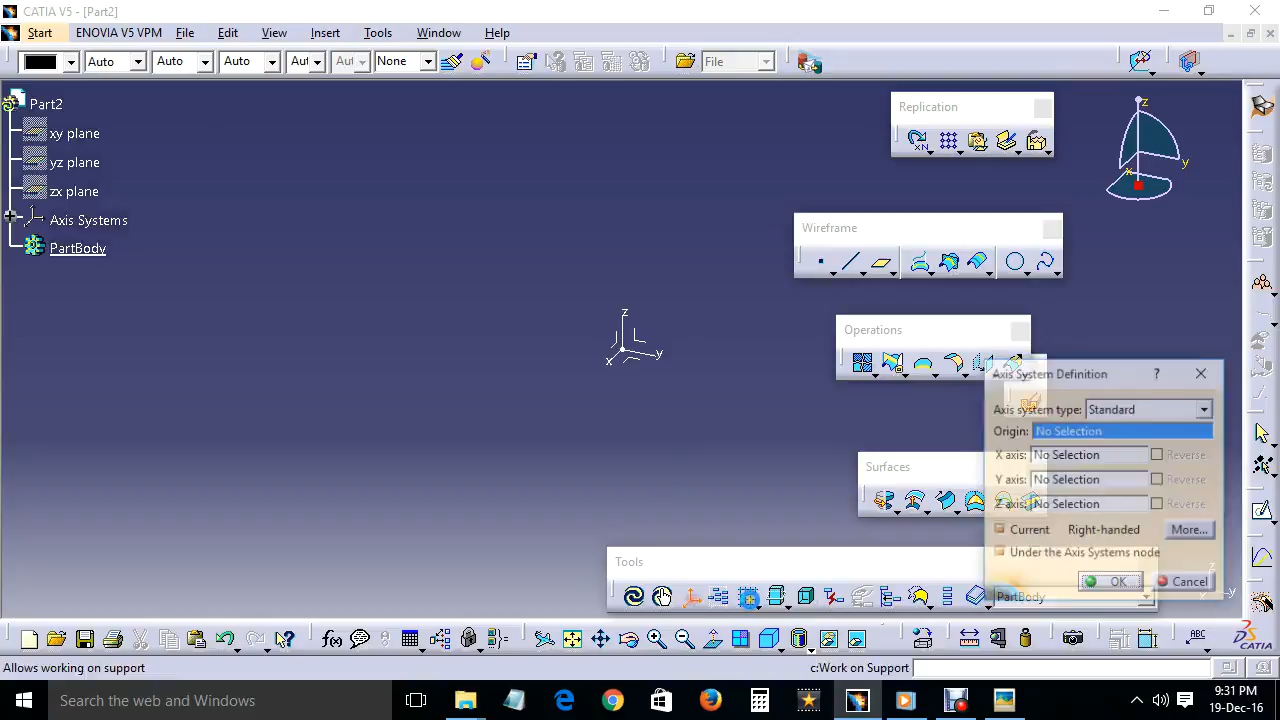 CATIA V5 - [Part2]
Start ENOVIA V5 VPM File Edit View Insert Tools Window Help
Auto Auto Auto Aut Aut None File
Part2
xy plane
yz plane
zx plane
Axis Systems
PartBody
Replication
z
y
x
Wireframe
z
y
x
Operations
Axis System Definition ?
Axis system type: Standard
Origin: No Selection
X axis: No Selection Reverse
Y axis: No Selection Reverse
Z axis: No Selection Reverse
Current Right-handed More...
Under the Axis Systems node
OK Cancel
Surfaces
Tools
PartBody
z
y
f(x)
ABC
CATIA
Allows working on support
c:Work on Support
Search the web and Windows
9:31 PM
19-Dec-16